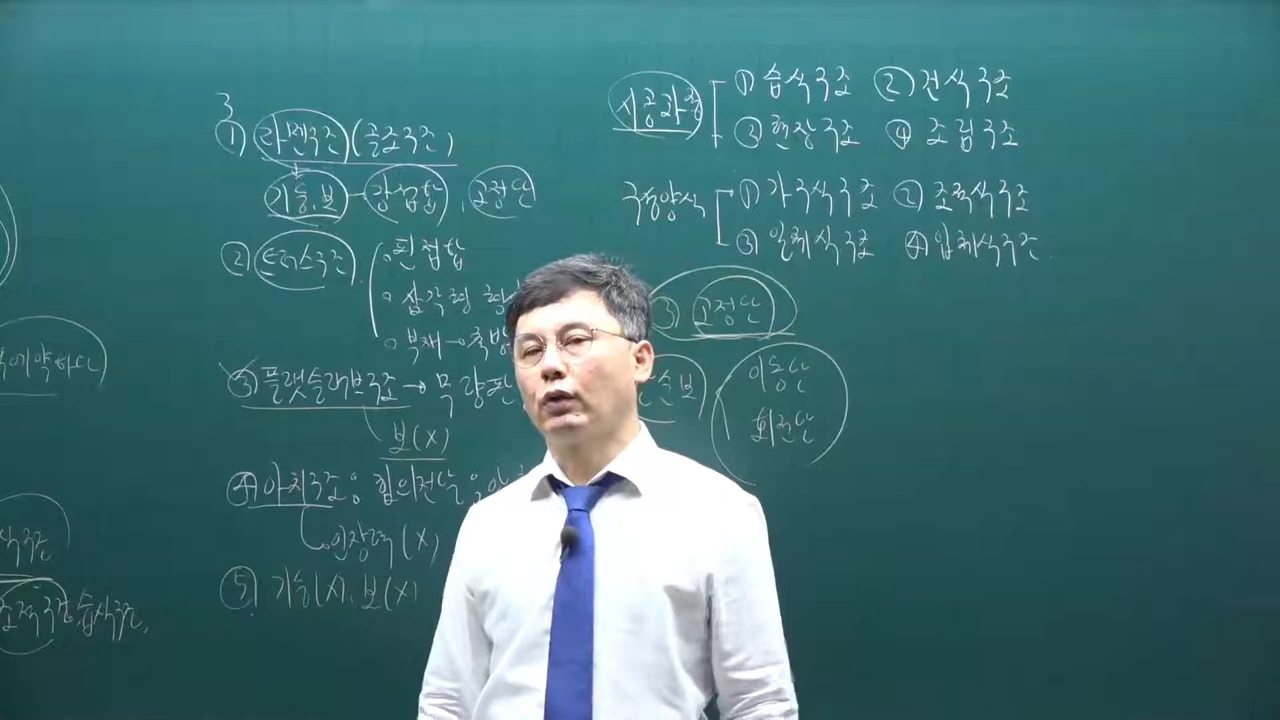 3
① 라멘구조(골조구조)
기둥.보 - 강접합, 고정단
② 트러스구조
◦핀접합
◦삼각형
◦부재→축방
③플랫슬래브구조 → 무량판
보(x)
④아치구조
인장력(x)
⑤ 기둥(x), 보(x)
시공과정
① 습식구조 ② 건식구조
③ 현장구조 ④ 조립구조
구성양식
① 가구식구조 ② 조적식구조
③ 일체식구조 ④ 입체식구조
③ 고정단
이동단
회전단
조적구조, 습식구조,